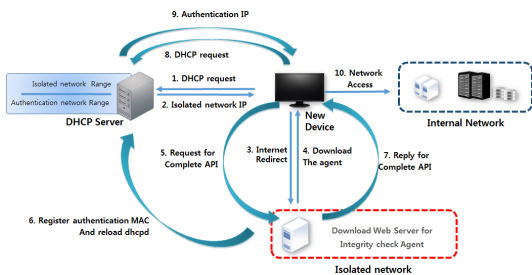 9. Authentication IP
8. DHCP request
1. DHCP request
2. Isolated network IP
Isolated network Range
Authentication network Range
DHCP Server
New
Device
10. Network
Access
Internal Network
5. Request for
Complete API
3. Internet
Redirect
4. Download
The agent
7. Reply for
Complete API
6. Register authentication MAC
And reload dhcpd
Download Web Server for
Integrity check Agent
Isolated network